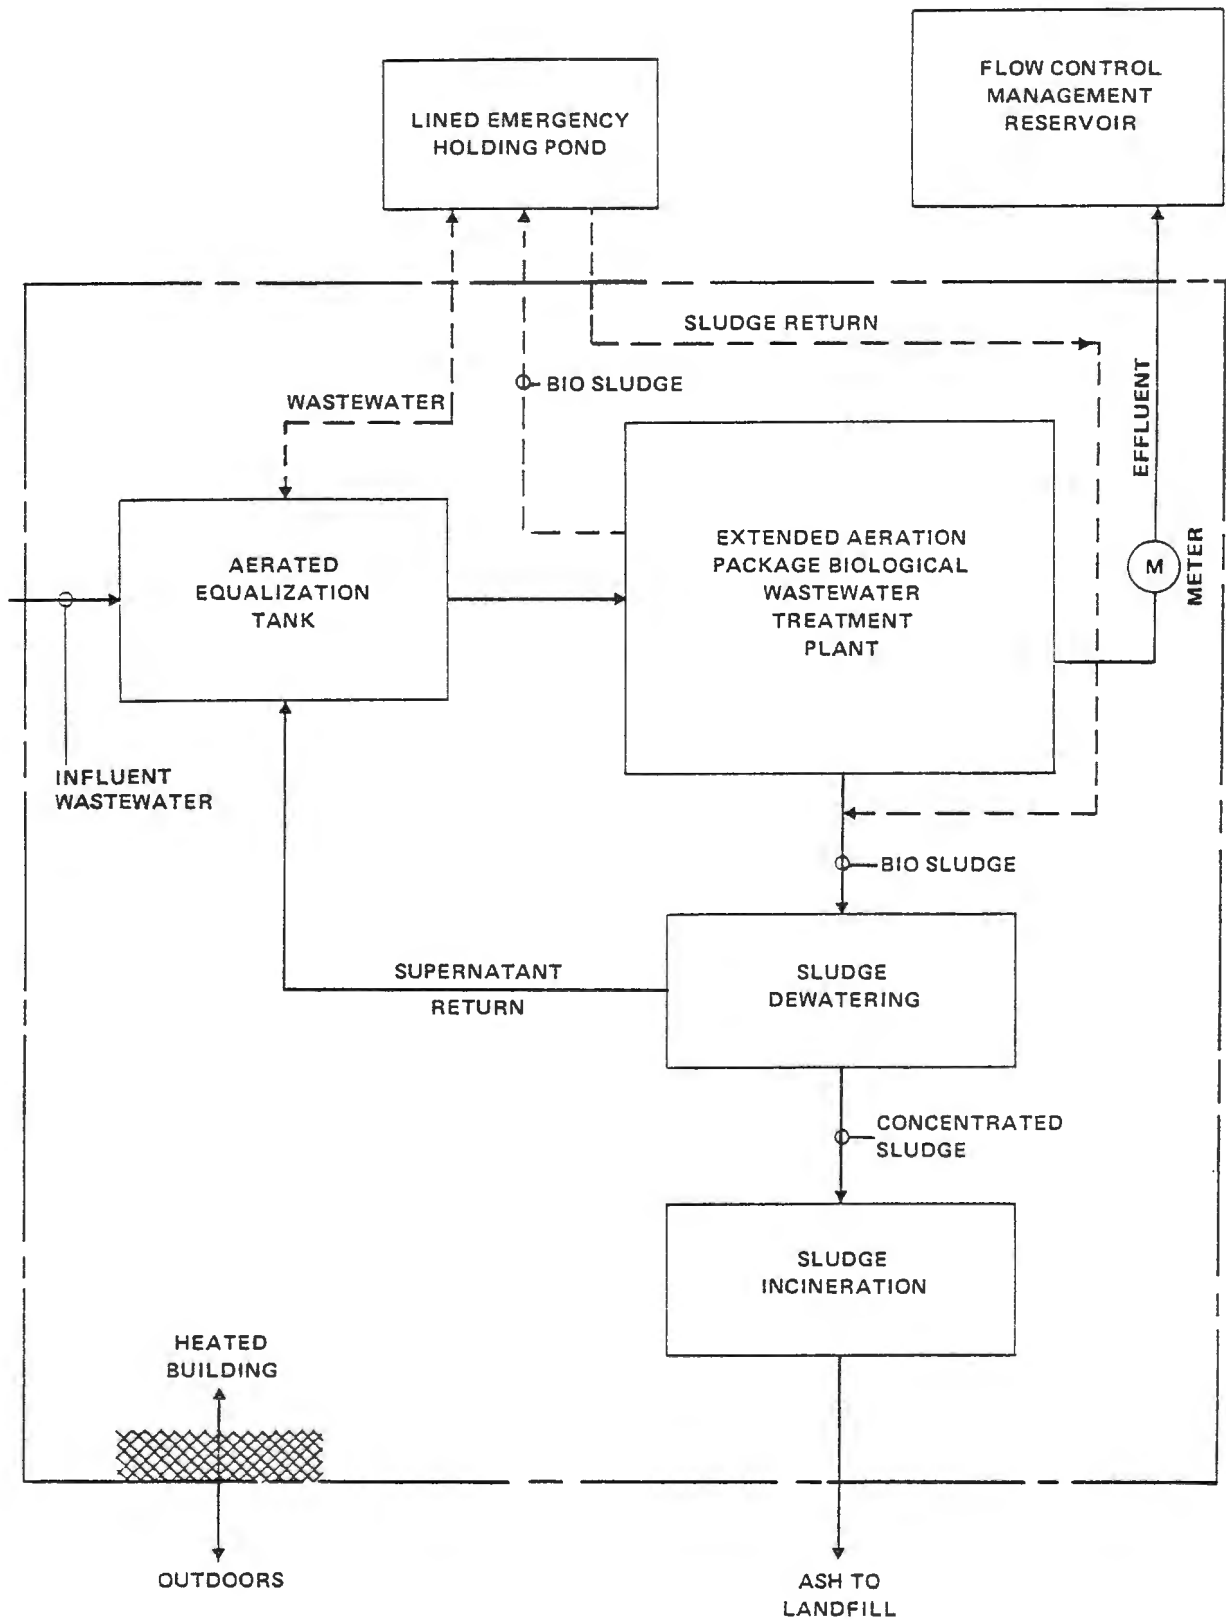 FLOW CONTROL
MANAGEMENT
RESERVOIR
LINED EMERGENCY
HOLDING POND
SLUDGE RETURN
BIO SLUDGE
WASTEWATER
EFFLUENT
METER
M
EXTENDED AERATION
PACKAGE BIOLOGICAL
WASTEWATER
TREATMENT
PLANT
AERATED
EQUALIZATION
TANK
INFLUENT
WASTEWATER
BIO SLUDGE
SUPERNATANT
RETURN
SLUDGE
DEWATERING
CONCENTRATED
SLUDGE
SLUDGE
INCINERATION
HEATED
BUILDING
OUTDOORS
ASH TO
LANDFILL